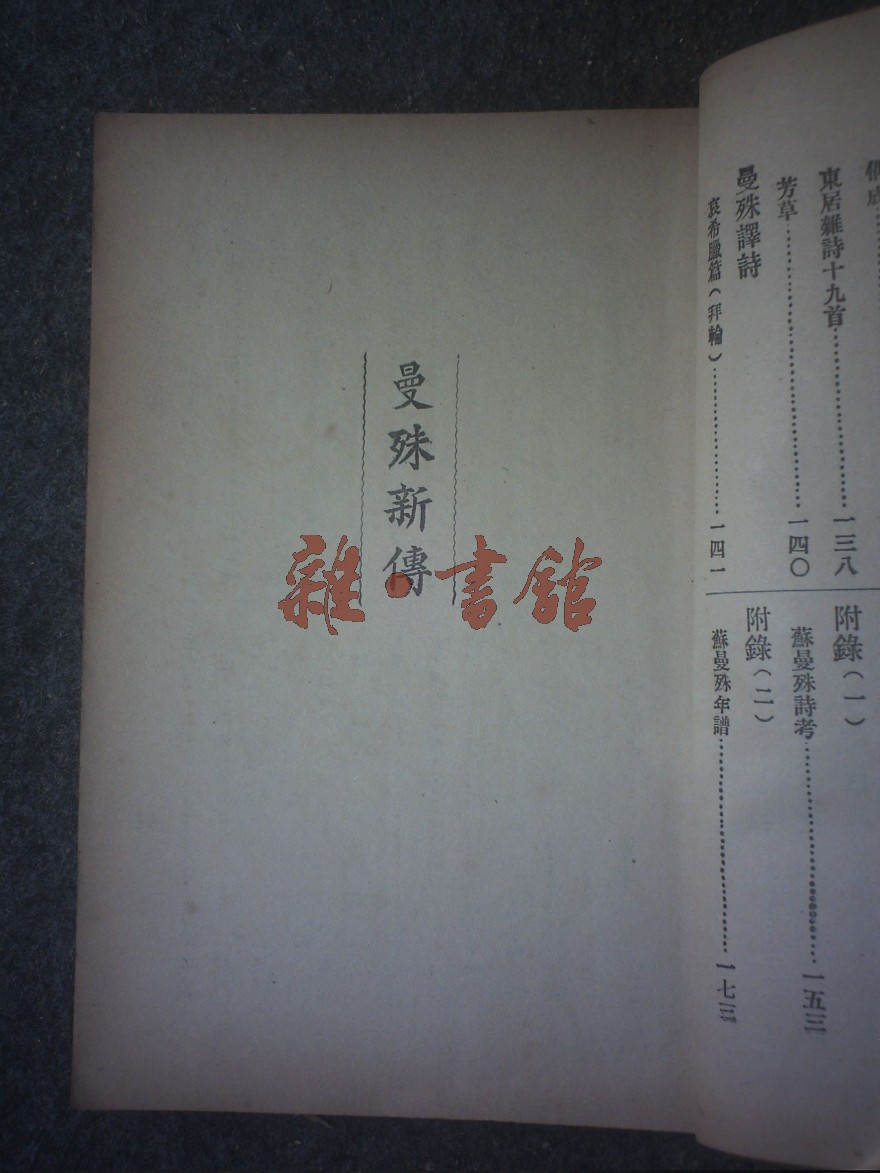 東居雜詩十九首……一三八
芳草……一四〇
曼殊譯詩
哀希臘篇（拜輪）……一四一
附錄（一）
蘇曼殊詩考……一五三
附錄（二）
蘇曼殊年譜……一七三
曼殊新傳
雜·書館